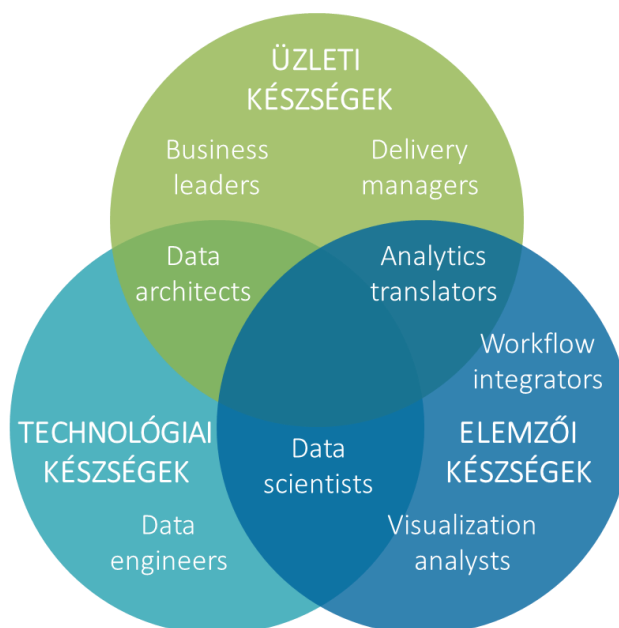 ÜZLETI
KÉSZSÉGEK
Business
leaders
Delivery
managers
Data
architects
Analytics
translators
Workflow
integrators
TECHNOLÓGIAI
KÉSZSÉGEK
Data
scientists
ELEMZŐI
KÉSZSÉGEK
Data
engineers
Visualization
analysts